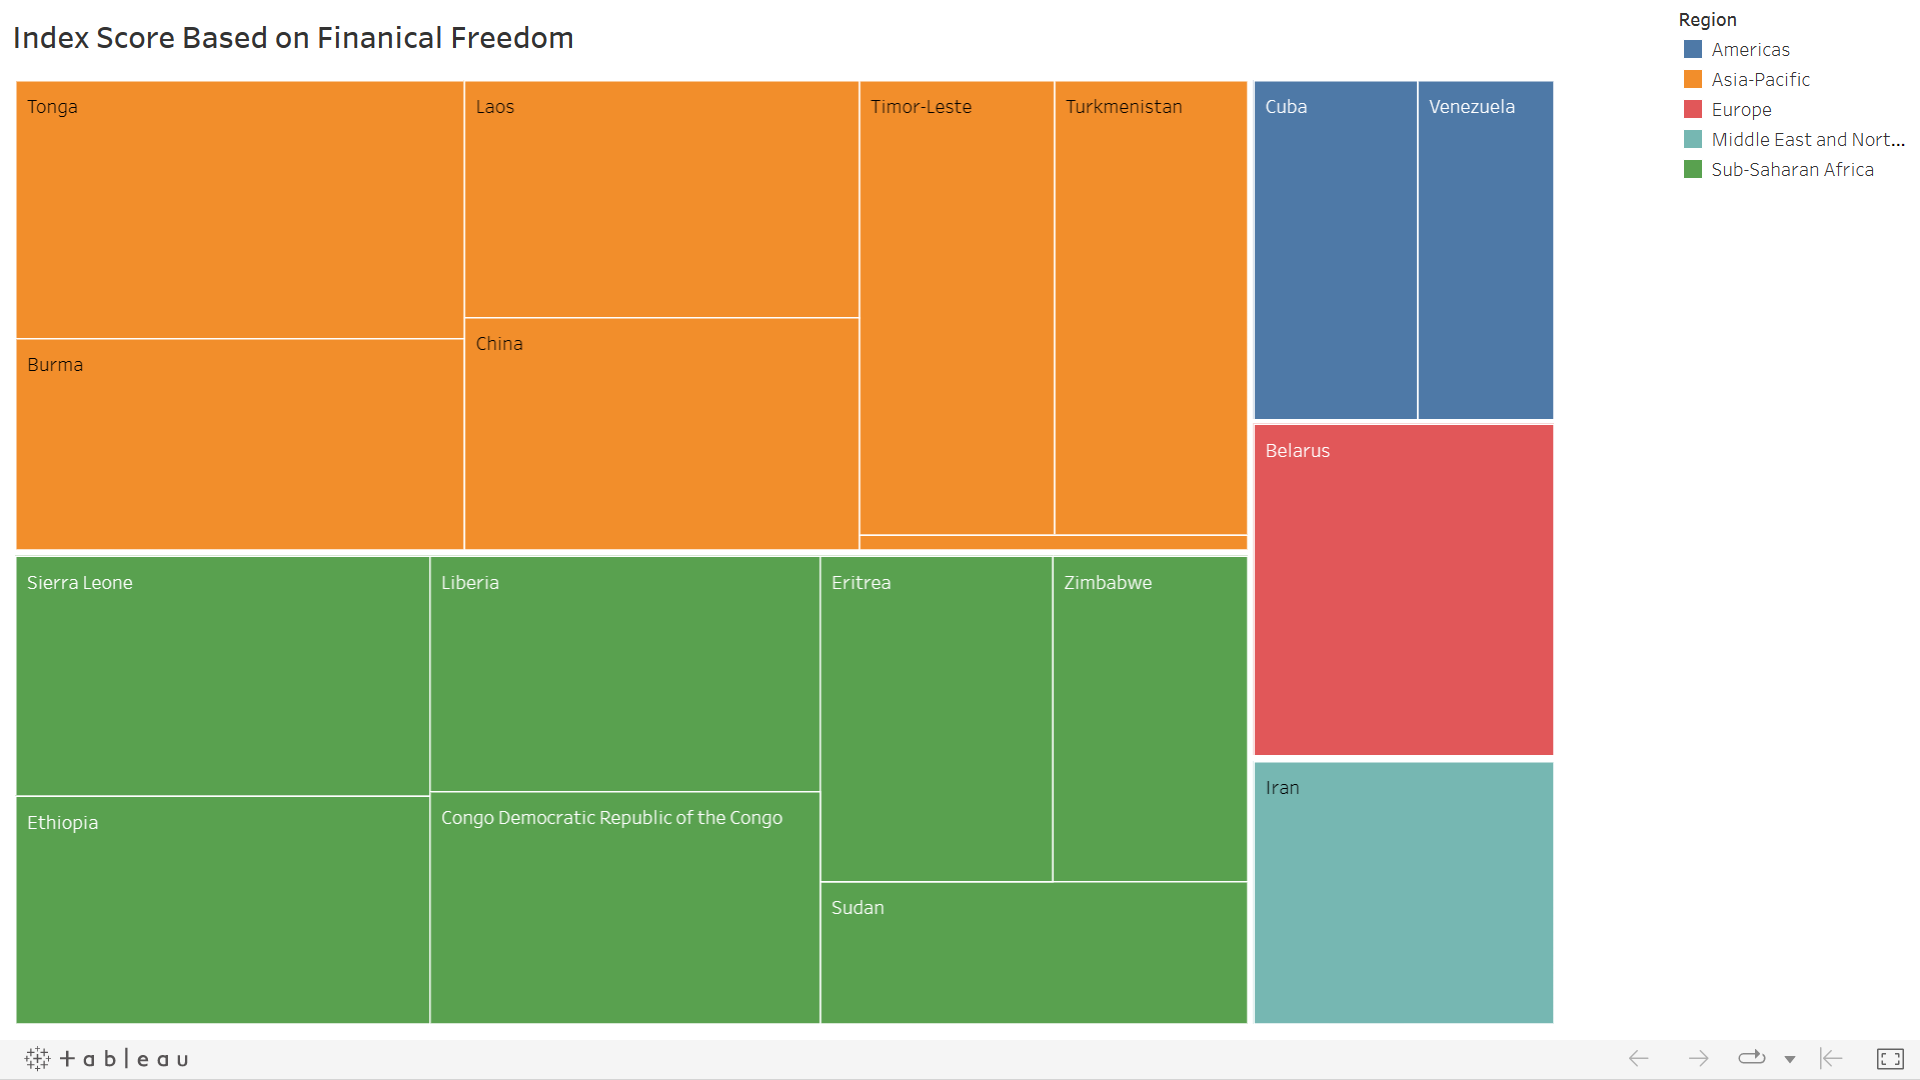 Index Score Based on Finanical Freedom
Region
Americas
Asia-Pacific
Europe
Middle East and Nort...
Sub-Saharan Africa
Tonga
Laos
Timor-Leste
Turkmenistan
Cuba
Venezuela
Burma
China
Belarus
Sierra Leone
Liberia
Eritrea
Zimbabwe
Iran
Ethiopia
Congo Democratic Republic of the Congo
Sudan
+ a b | e a u